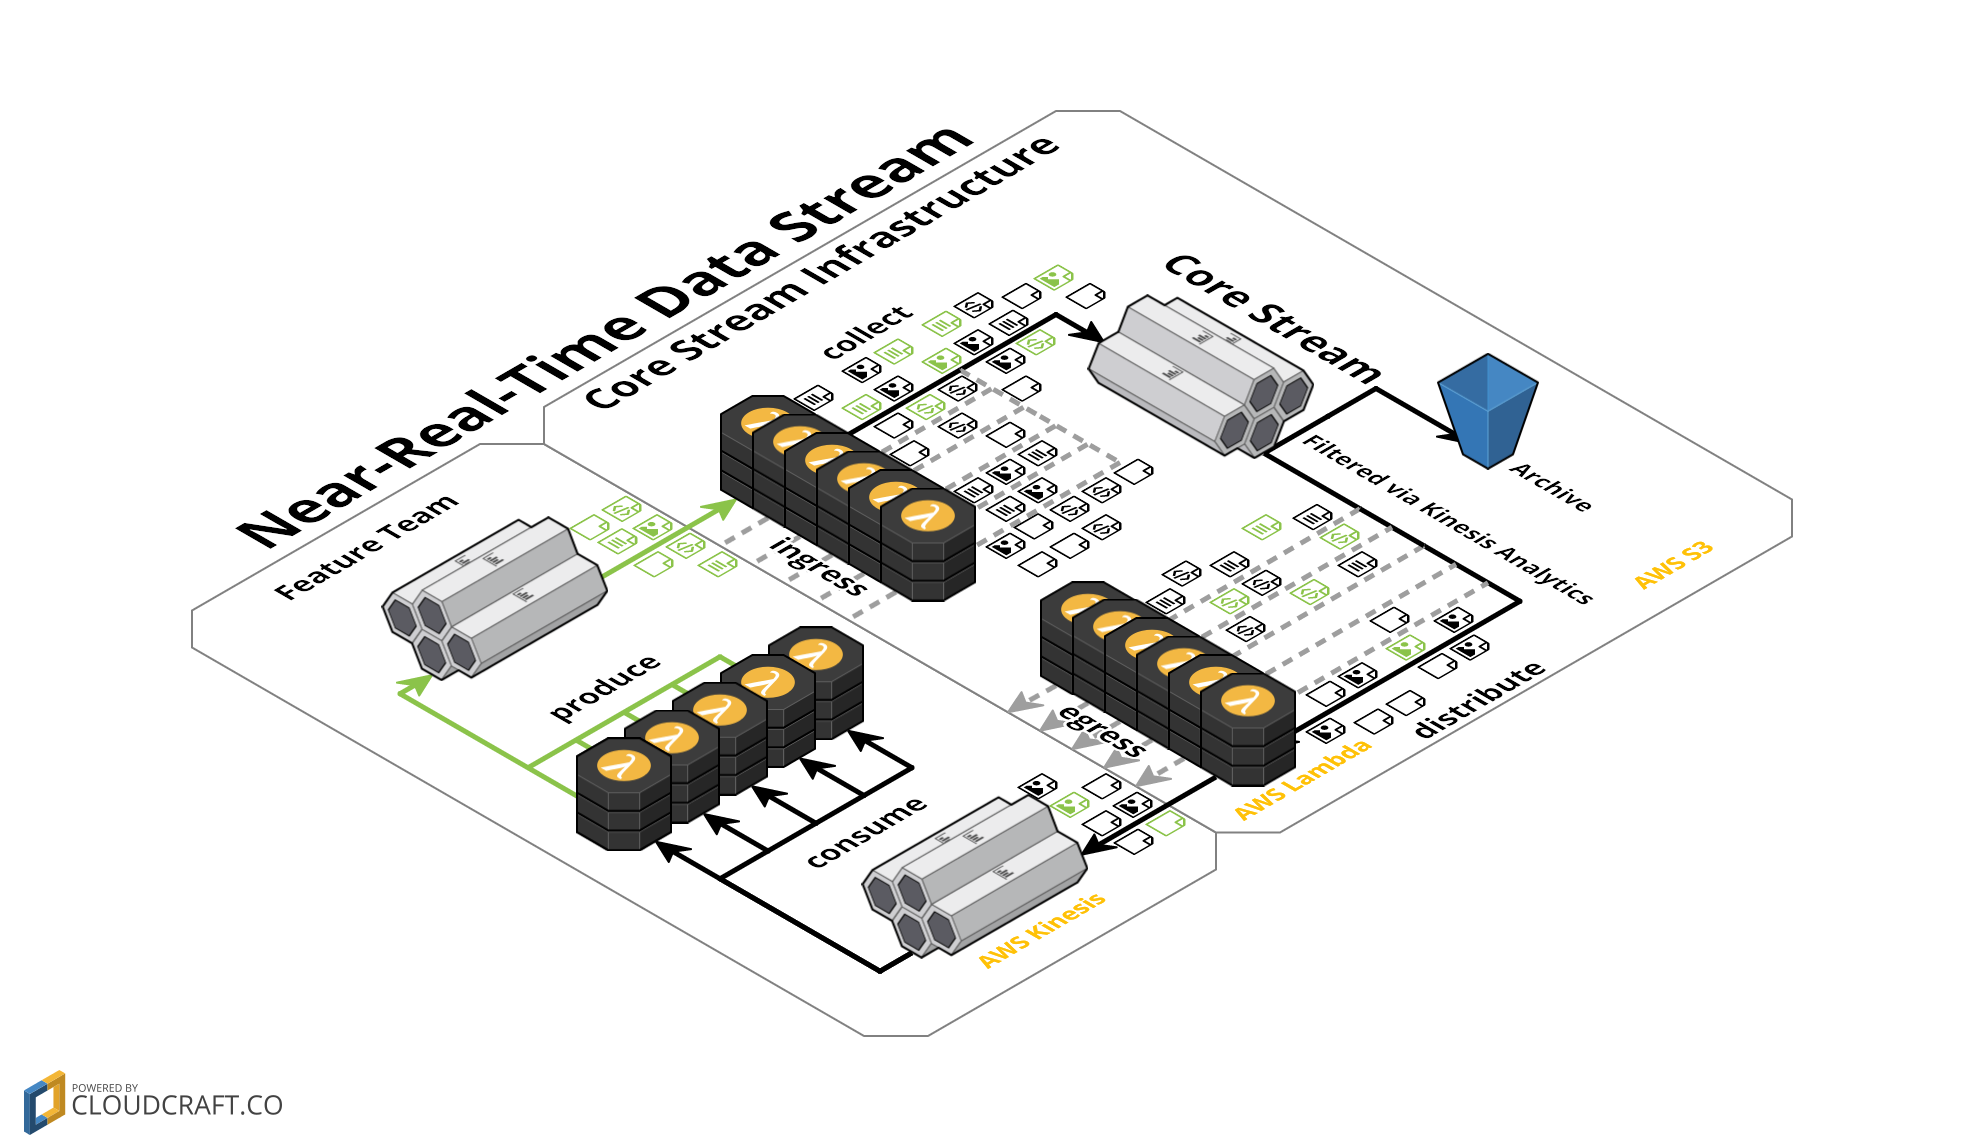 Near-Real-Time Data Stream
Core Stream Infrastructure
Feature Team
collect
Core Stream
Archive
Filtered via Kinesis Analytics
AWS S3
ingress
produce
egress
distribute
AWS Lambda
consume
AWS Kinesis
POWERED BY
CLOUDCRAFT.CO